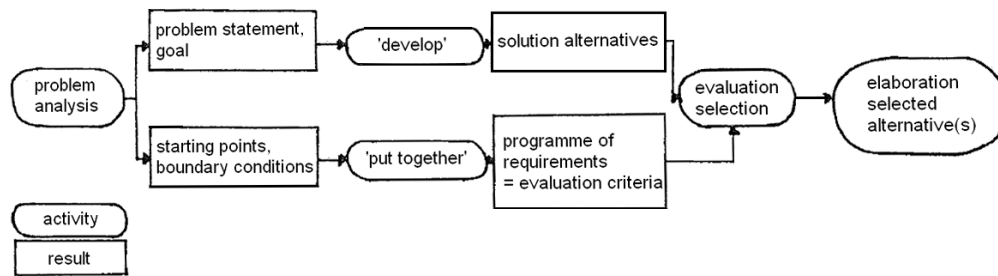 problem
analysis
problem statement,
goal
'develop'
solution alternatives
starting points,
boundary conditions
'put together'
programme of
requirements
= evaluation criteria
evaluation
selection
elaboration
selected
alternative(s)
activity
result